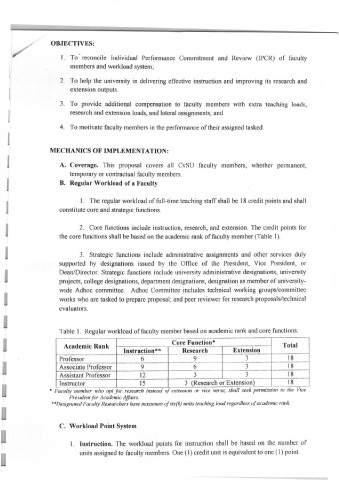 OBJECTIVES:
1. To reconcile Individual Performance Commitment and Review (IPCR) of faculty
members and workload system;
2. To help the university in delivering effective instruction and improving its research and
extension outputs.
3. To provide additional compensation to faculty members with extra teaching loads,
research and extension loads, and lateral assignments; and
4. To motivate faculty members in the performance of their assigned tasked.
MECHANICS OF IMPLEMENTATION:
A. Coverage. This proposal covers all CvSU faculty members, whether permanent,
temporary or contractual faculty members.
B. Regular Workload of a Faculty
1. The regular workload of full-time teaching staff shall be 18 credit points and shall
constitute core and strategic functions.
2. Core functions include instruction, research, and extension. The credit points for
the core functions shall be based on the academic rank of faculty member (Table 1).
3. Strategic functions include administrative assignments and other services duly
supported by designations issued by the Office of the President, Vice President, or
Dean/Director. Strategic functions include university administrative designations, university
projects, college designations, department designations, designation as member of university-
wide Adhoc committee. Adhoc Committee includes technical working groups/committee
works who are tasked to prepare proposal; and peer reviewer for research proposals/technical
evaluators.
Table 1. Regular workload of faculty member based on academic rank and core functions.
Academic Rank Core Function* Total
Instruction** Research Extension
Professor 6 9 3 18
Associate Professor 9 6 3 18
Assistant Professor 12 3 3 18
Instructor 15 3 (Research or Extension) 18
* Faculty member who opt for research instead of extension or vice versa, shall seek permission to the Vice
President for Academic Affairs.
**Designated Faculty Researchers have maximum of six(6) units teaching load regardless of academic rank.
C. Workload Point System
1. Instruction. The workload points for instruction shall be based on the number of
units assigned to faculty members. One (1) credit unit is equivalent to one (1) point.